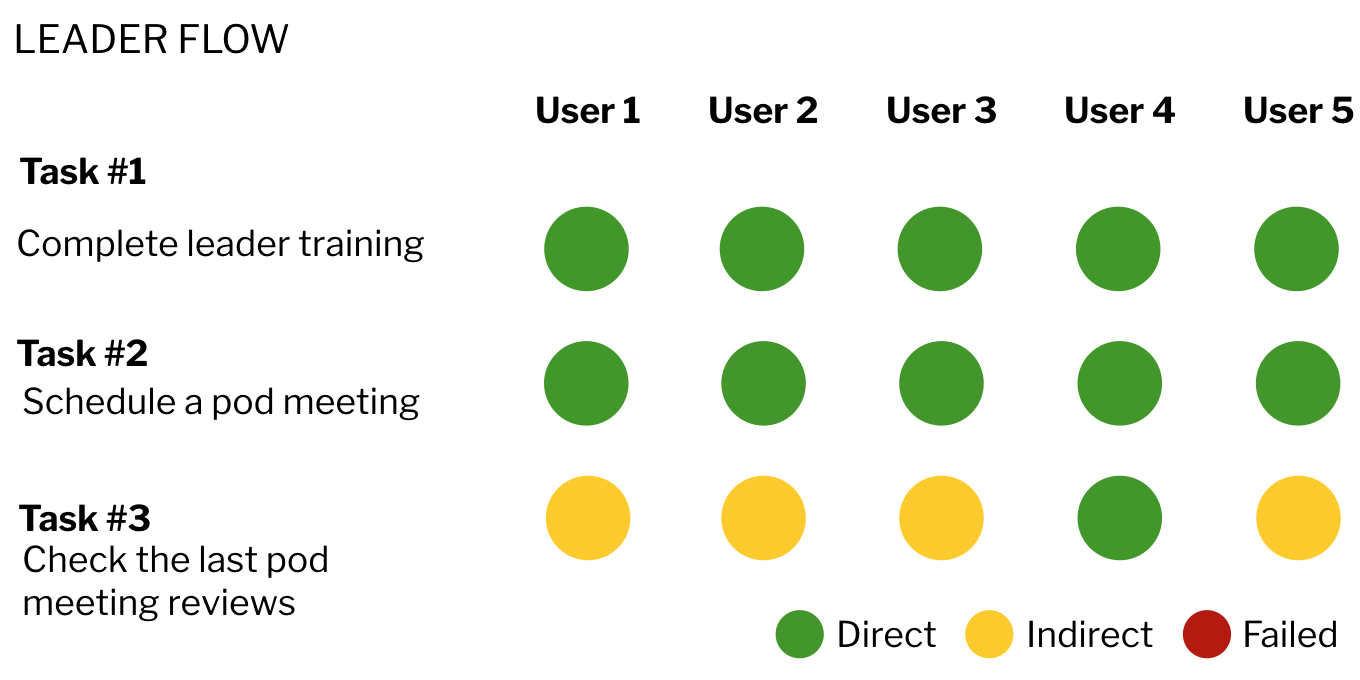 LEADER FLOW
User 1 User 2 User 3 User 4 User 5
Task #1
Complete leader training
Task #2
Schedule a pod meeting
Task #3
Check the last pod
meeting reviews
Direct Indirect Failed